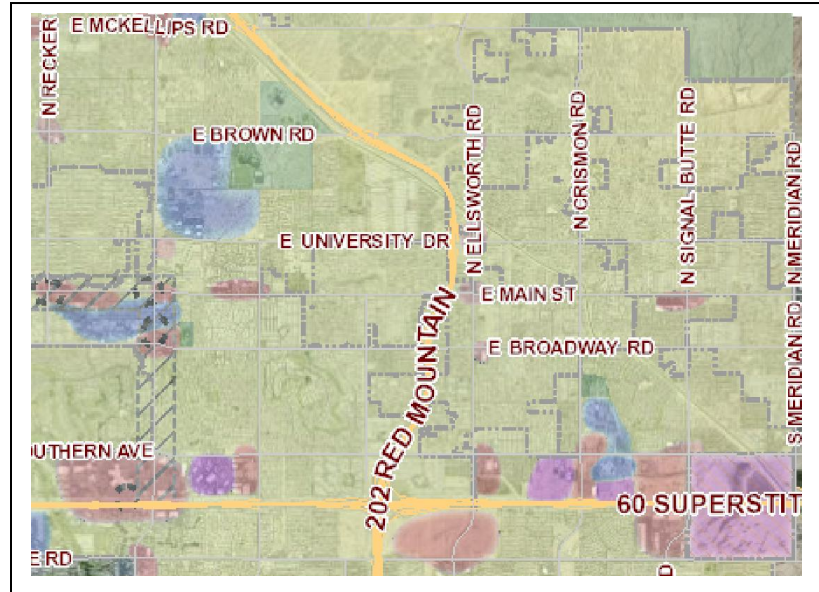 E MCKELLIPS RD
N RECKER
E BROWN RD
N ELLSWORTH RD
N CRISMON RD
N SIGNAL BUTTE RD
N MERIDIAN RD
E UNIVERSITY DR
E MAIN ST
202 RED MOUNTAIN
E BROADWAY RD
S MERIDIAN RD
OUTHERN AVE
60 SUPERSTIT
E RD
D